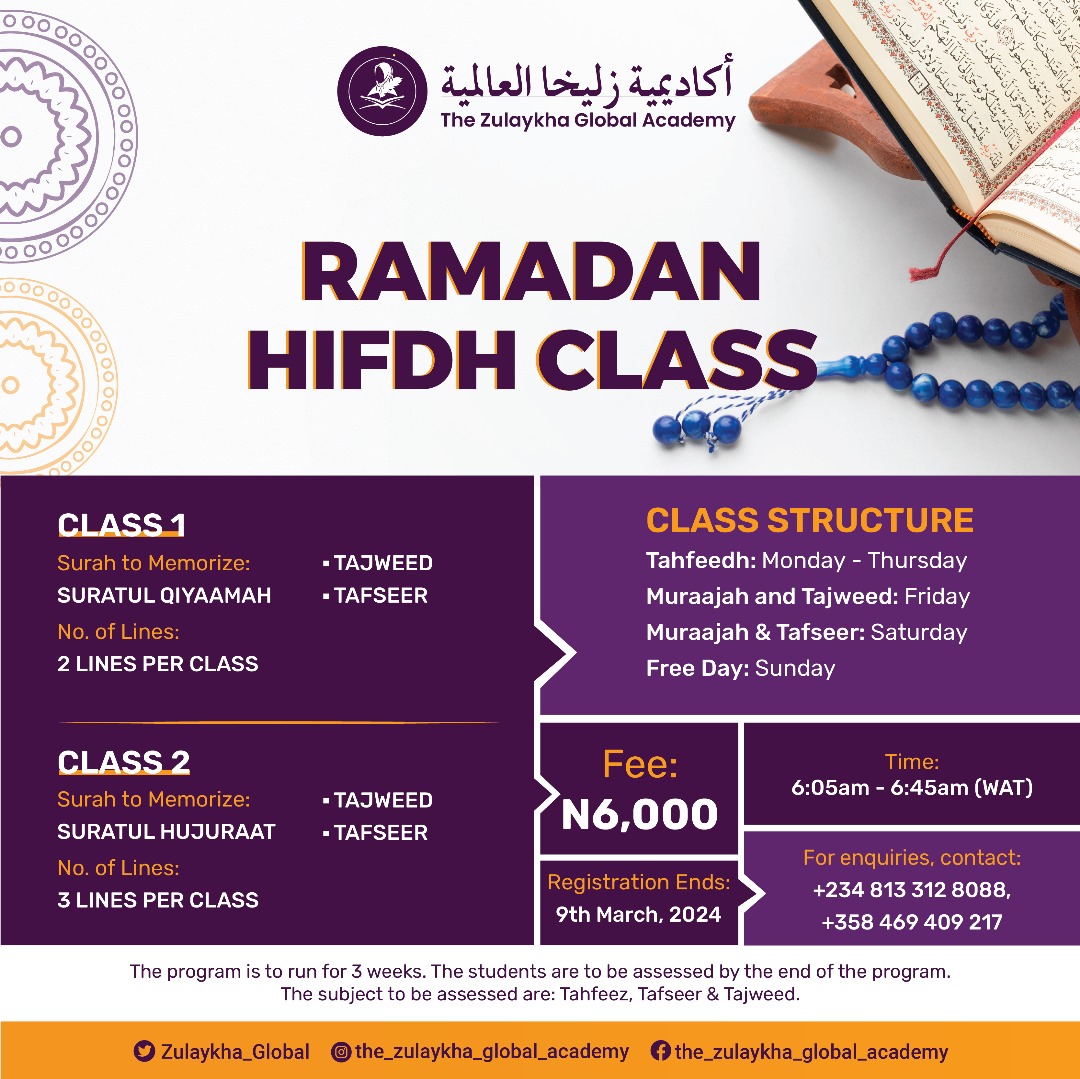 أكاديمية زليخا العالمية
The Zulaykha Global Academy
RAMADAN
HIFDH CLASS
CLASS 1
Surah to Memorize:
SURATUL QIYAAMAH
▪ TAJWEED
▪ TAFSEER
No. of Lines:
2 LINES PER CLASS
CLASS 2
Surah to Memorize:
SURATUL HUJURAAT
▪ TAJWEED
▪ TAFSEER
No. of Lines:
3 LINES PER CLASS
CLASS STRUCTURE
Tahfeedh: Monday - Thursday
Muraajah and Tajweed: Friday
Muraajah & Tafseer: Saturday
Free Day: Sunday
Fee:
N6,000
Time:
6:05am - 6:45am (WAT)
Registration Ends:
9th March, 2024
For enquiries, contact:
+234 813 312 8088,
+358 469 409 217
The program is to run for 3 weeks. The students are to be assessed by the end of the program.
The subject to be assessed are: Tahfeez, Tafseer & Tajweed.
Zulaykha_Global
the_zulaykha_global_academy
the_zulaykha_global_academy